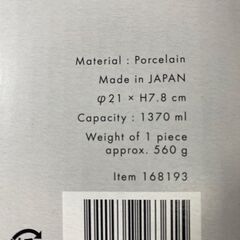 Material : Porcelain
Made in JAPAN
φ21 × H7.8 cm
Capacity : 1370 ml
Weight of 1 piece
approx. 560 g
Item 168193